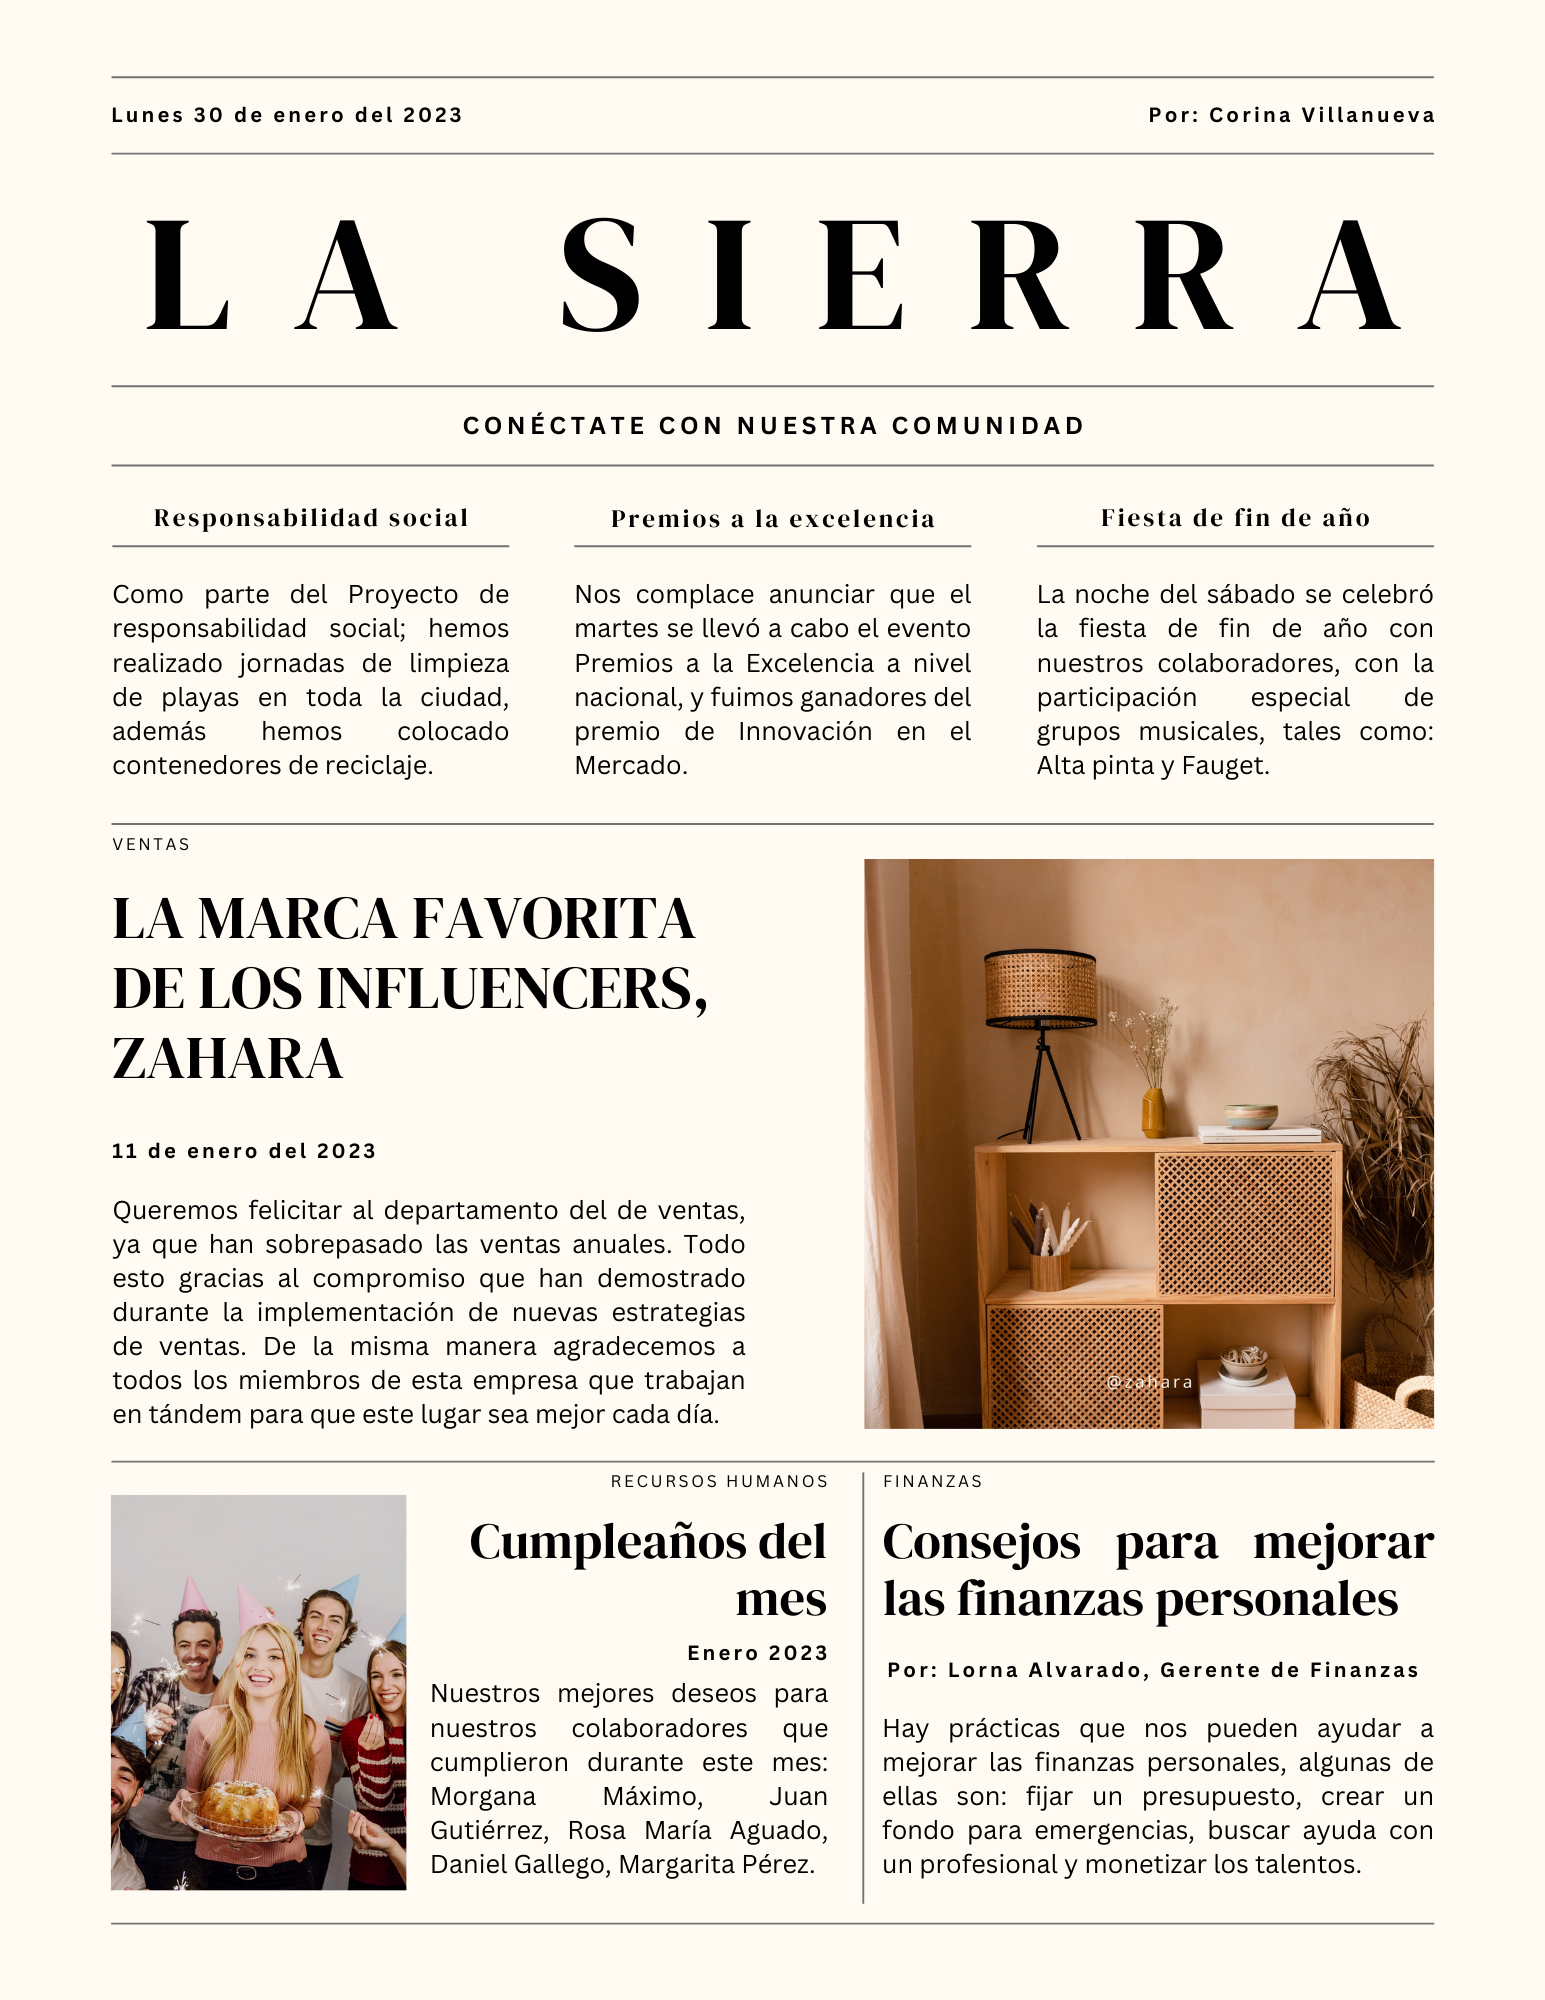 Lunes 30 de enero del 2023
Por: Corina Villanueva
LA SIERRA
CONÉCTATE CON NUESTRA COMUNIDAD
Responsabilidad social
Como parte del Proyecto de
responsabilidad social; hemos
realizado jornadas de limpieza
de playas en toda la ciudad,
además hemos colocado
contenedores de reciclaje.
Premios a la excelencia
Nos complace anunciar que el
martes se llevó a cabo el evento
Premios a la Excelencia a nivel
nacional, y fuimos ganadores del
premio de Innovación en el
Mercado.
Fiesta de fin de año
La noche del sábado se celebró
la fiesta de fin de año con
nuestros colaboradores, con la
participación especial de
grupos musicales, tales como:
Alta pinta y Fauget.
VENTAS
LA MARCA FAVORITA
DE LOS INFLUENCERS,
ZAHARA
11 de enero del 2023
Queremos felicitar al departamento del de ventas,
ya que han sobrepasado las ventas anuales. Todo
esto gracias al compromiso que han demostrado
durante la implementación de nuevas estrategias
de ventas. De la misma manera agradecemos a
todos los miembros de esta empresa que trabajan
en tándem para que este lugar sea mejor cada día.
@zahara
RECURSOS HUMANOS
Cumpleaños del
mes
Enero 2023
Nuestros mejores deseos para
nuestros colaboradores que
cumplieron durante este mes:
Morgana Máximo, Juan
Gutiérrez, Rosa María Aguado,
Daniel Gallego, Margarita Pérez.
FINANZAS
Consejos para mejorar
las finanzas personales
Por: Lorna Alvarado, Gerente de Finanzas
Hay prácticas que nos pueden ayudar a
mejorar las finanzas personales, algunas de
ellas son: fijar un presupuesto, crear un
fondo para emergencias, buscar ayuda con
un profesional y monetizar los talentos.